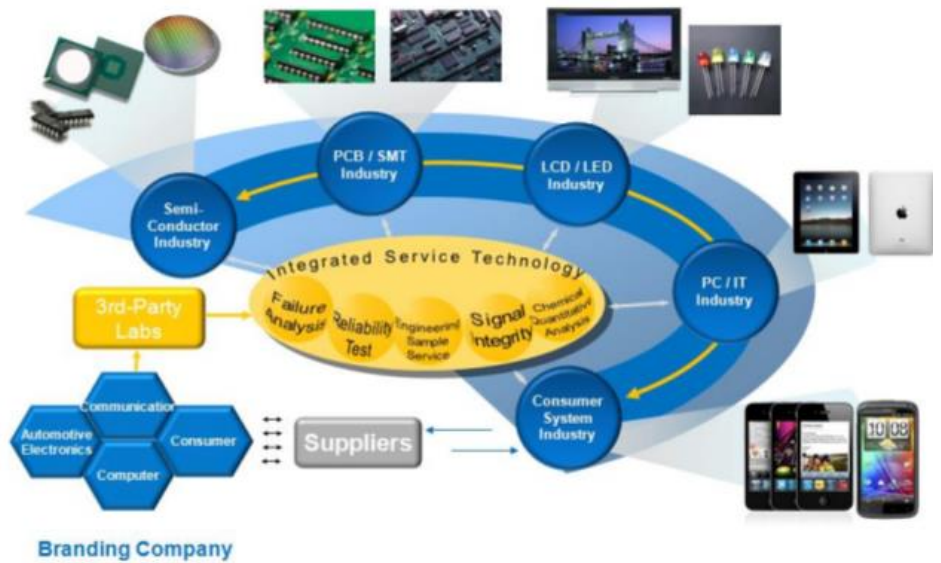 PCB / SMT
Industry
LCD / LED
Industry
Semi-
Conductor
Industry
PC / IT
Industry
Integrated Service Technology
Failure
Analysis
Reliability
Test
Engineering
Sample
Service
Signal
Integrity
Chemical
Quantitative
Analysis
3rd-Party
Labs
Consumer
System
Industry
Communication
Automotive
Electronics
Consumer
Computer
Suppliers
10 08
Branding Company